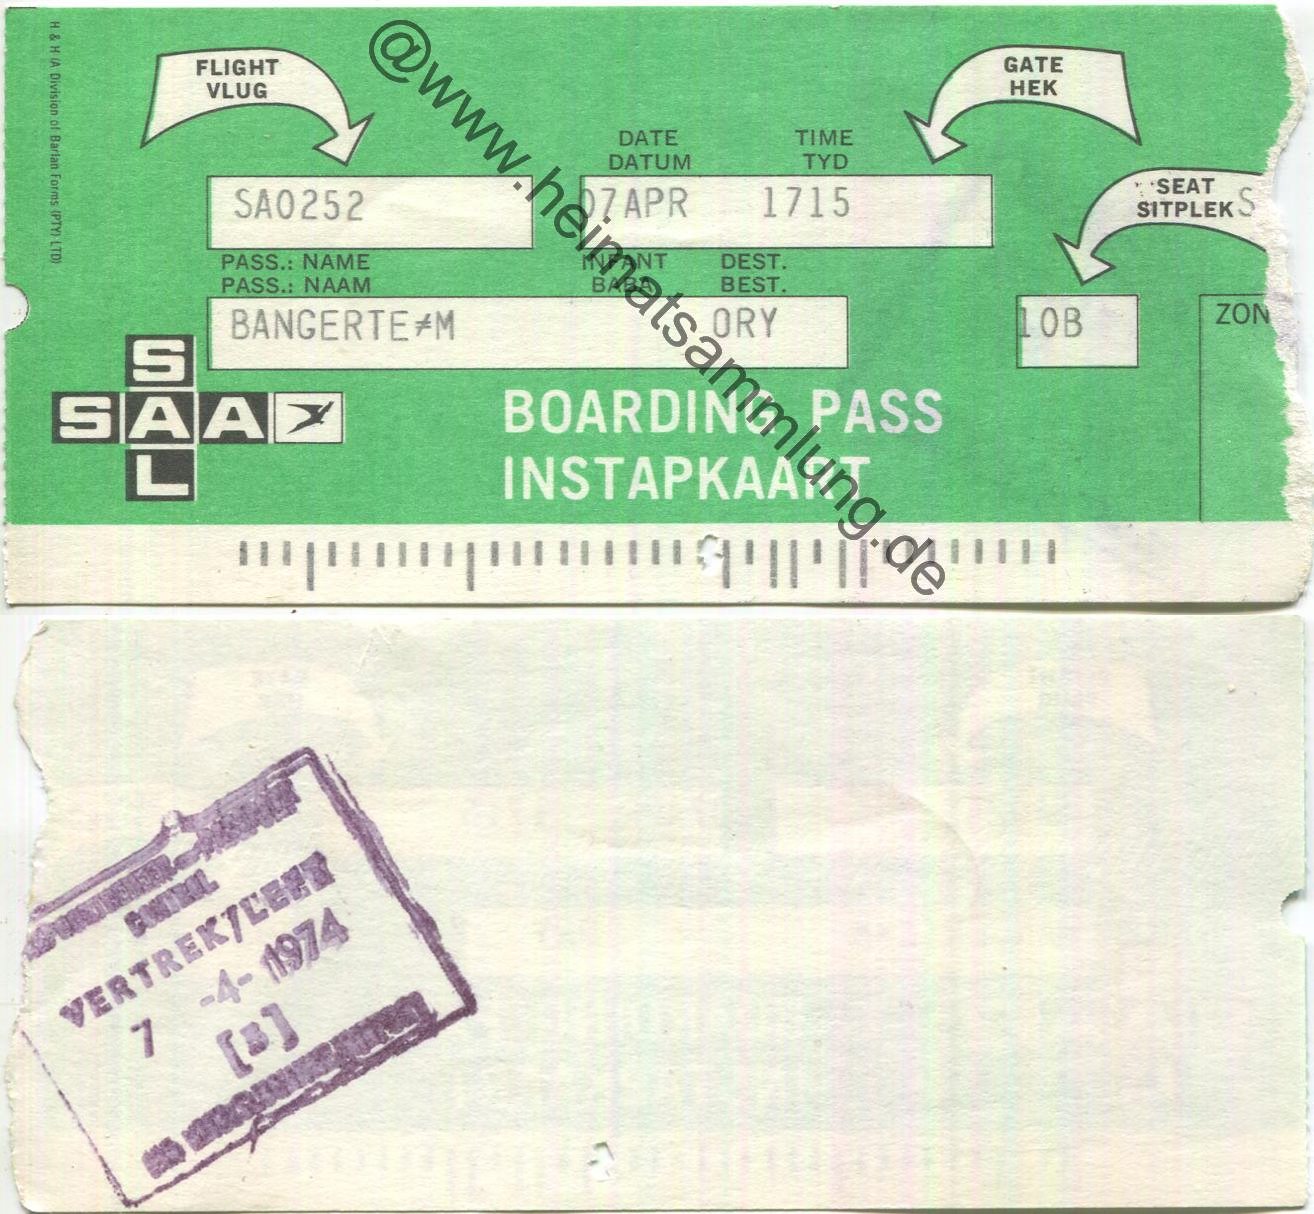 H & H (A Division of Barlan Forms (PTY) LTD)
FLIGHT
VLUG
GATE
HEK
DATE
DATUM
TIME
TYD
SEAT
SITPLEK S
SA0252
07APR 1715
PASS.: NAME
PASS.: NAAM
INFANT
BABA
DEST.
BEST.
BANGERTE≠M
ORY
10B
ZON
SAL
SAA
BOARDING PASS
INSTAPKAART
@www.heimatsammlung.de
VERTREK/LEFT
7 -4- 1974
[B]